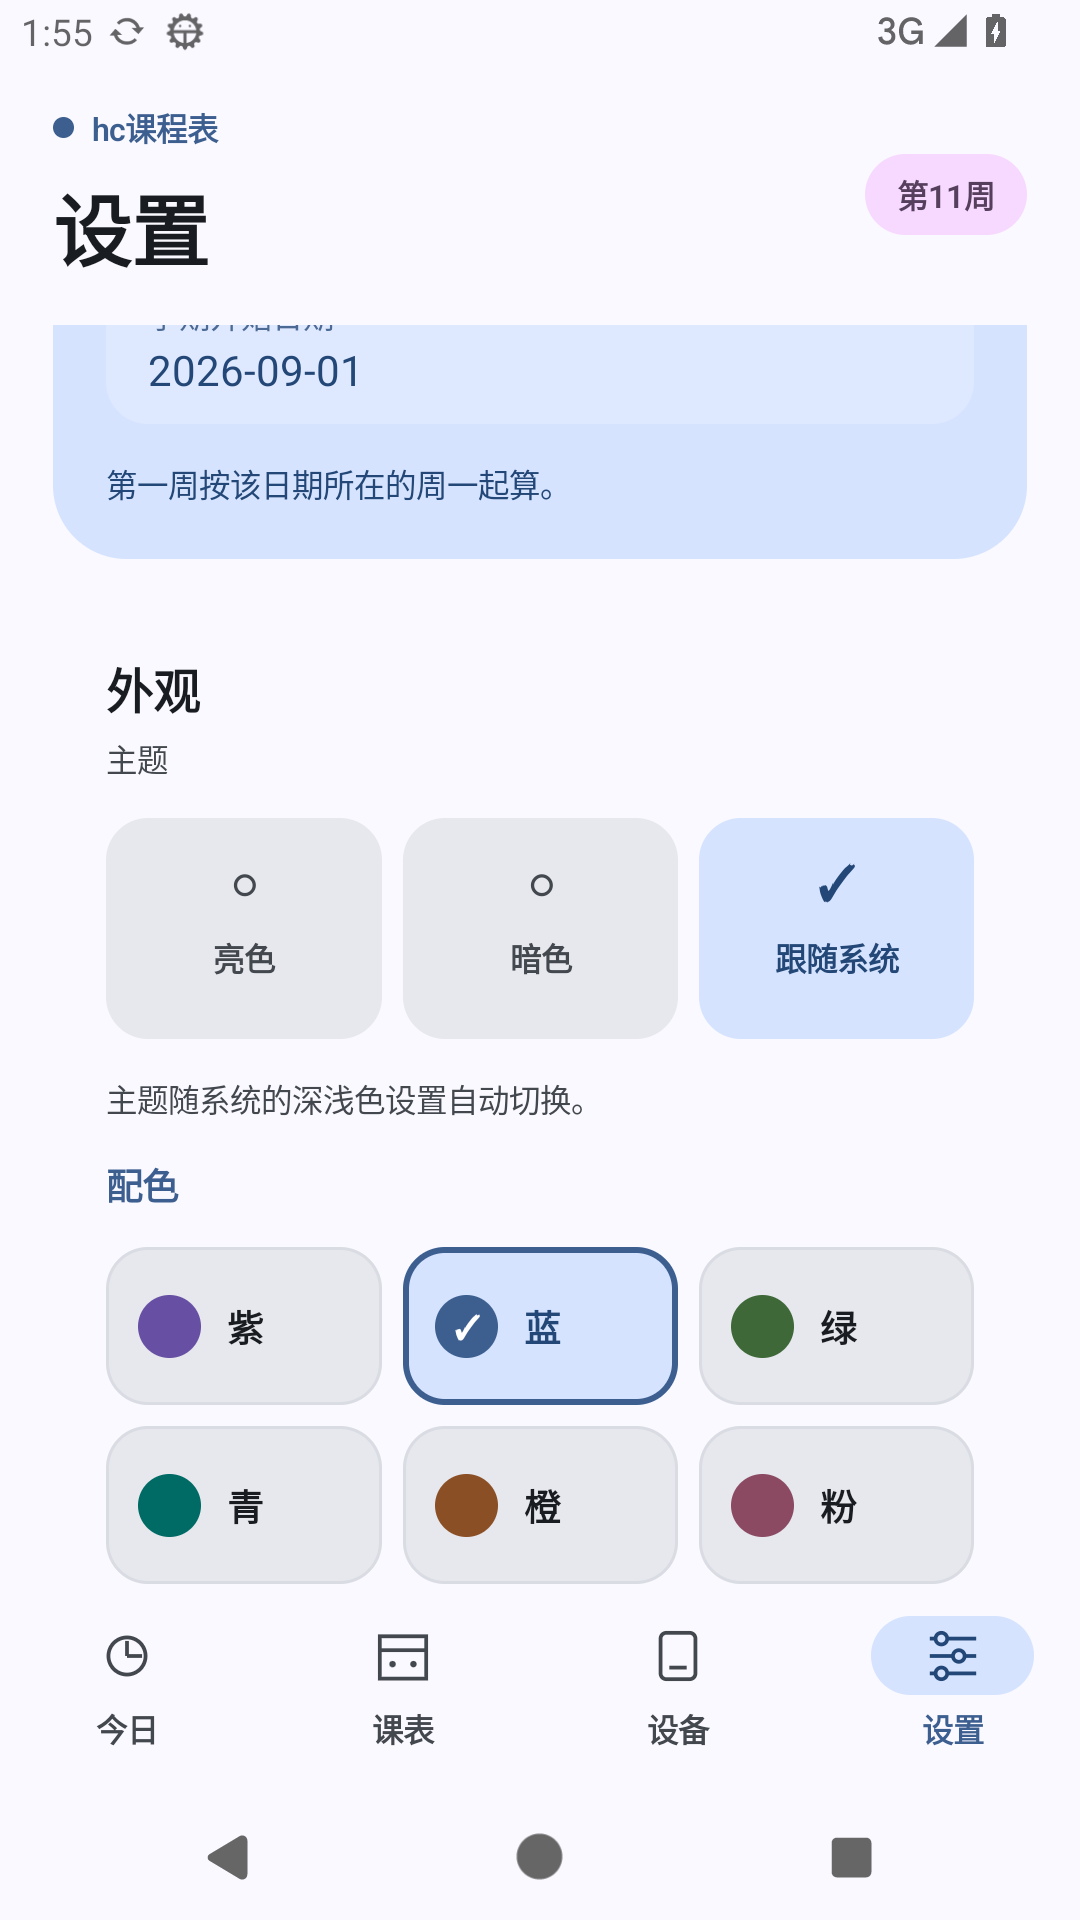 1:55
3G
hc课程表
设置
第11周
2026-09-01
第一周按该日期所在的周一起算。
外观
主题
亮色
暗色
跟随系统
主题随系统的深浅色设置自动切换。
配色
紫
蓝
绿
青
橙
粉
今日
课表
设备
设置